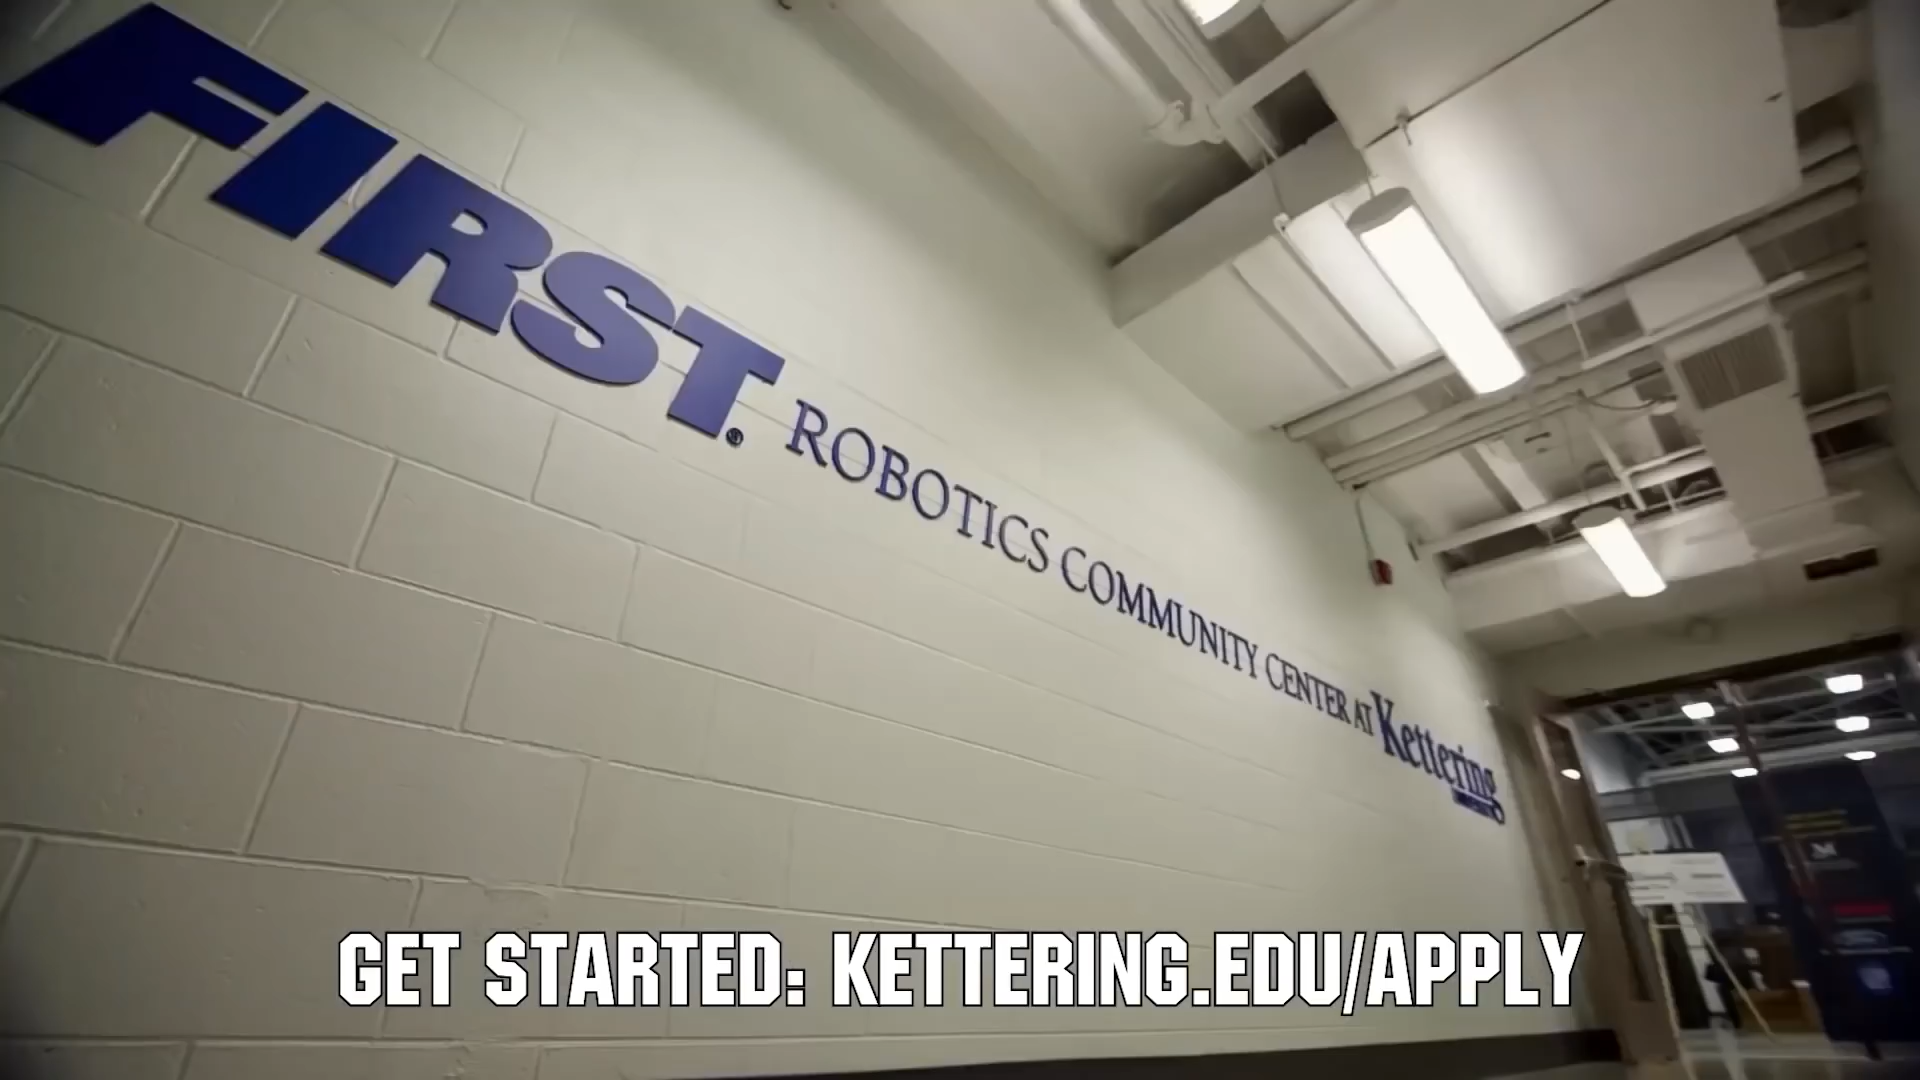 FIRST® ROBOTICS COMMUNITY CENTER AT Kettering
GET STARTED: KETTERING.EDU/APPLY